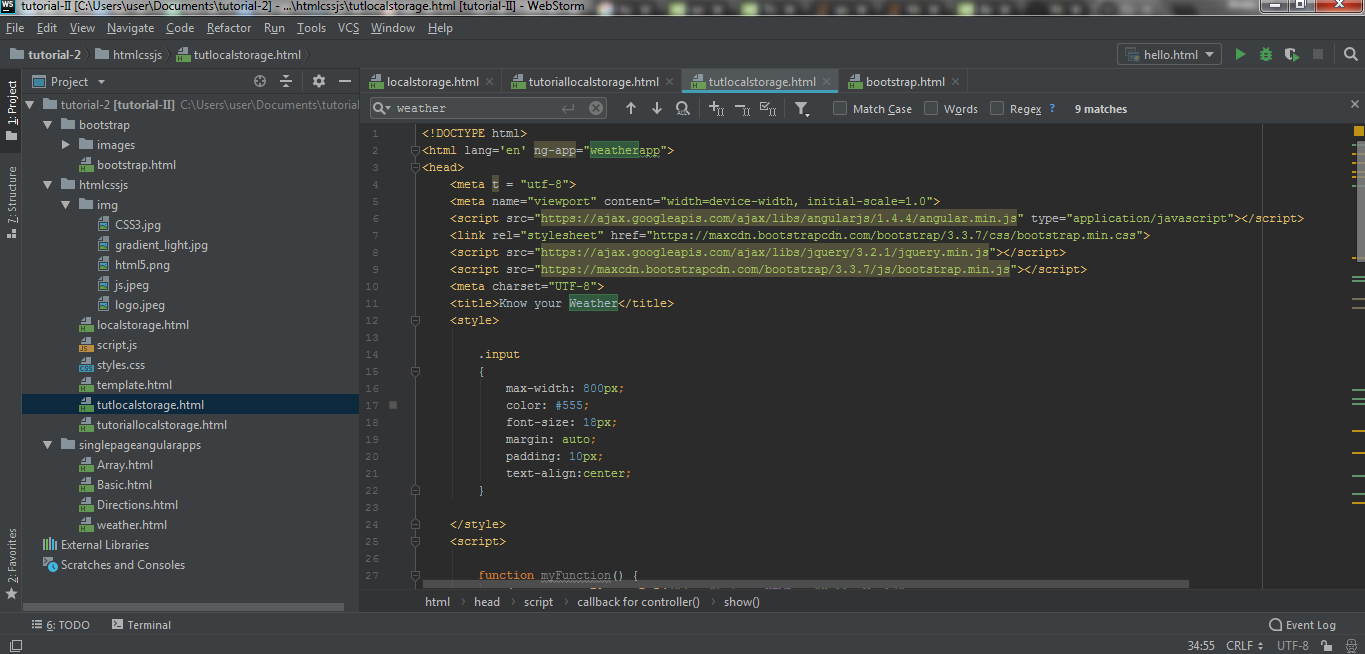 tutorial-II [C:\Users\user\Documents\tutorial-2] - ...\htmlcssjs\tutlocalstorage.html [tutorial-II] - WebStorm
File Edit View Navigate Code Refactor Run Tools VCS Window Help
tutorial-2 htmlcssjs tutlocalstorage.html hello.html
Project
localstorage.html tutoriallocalstorage.html tutlocalstorage.html bootstrap.html
weather Match Case Words Regex ? 9 matches
1: Project
7: Structure
2: Favorites
tutorial-2 [tutorial-II] C:\Users\user\Documents\tutorial
bootstrap
images
bootstrap.html
htmlcssjs
img
CSS3.jpg
gradient_light.jpg
html5.png
js.jpeg
logo.jpeg
localstorage.html
script.js
styles.css
template.html
tutlocalstorage.html
tutoriallocalstorage.html
singlepageangularapps
Array.html
Basic.html
Directions.html
weather.html
External Libraries
Scratches and Consoles
1 <!DOCTYPE html>
2 <html lang='en' ng-app="weatherapp">
3 <head>
4 <meta t = "utf-8">
5 <meta name="viewport" content="width=device-width, initial-scale=1.0">
6 <script src="https://ajax.googleapis.com/ajax/libs/angularjs/1.4.4/angular.min.js" type="application/javascript"></script>
7 <link rel="stylesheet" href="https://maxcdn.bootstrapcdn.com/bootstrap/3.3.7/css/bootstrap.min.css">
8 <script src="https://ajax.googleapis.com/ajax/libs/jquery/3.2.1/jquery.min.js"></script>
9 <script src="https://maxcdn.bootstrapcdn.com/bootstrap/3.3.7/js/bootstrap.min.js"></script>
10 <meta charset="UTF-8">
11 <title>Know your Weather</title>
12 <style>
13
14 .input
15 {
16 max-width: 800px;
17 color: #555;
18 font-size: 18px;
19 margin: auto;
20 padding: 10px;
21 text-align:center;
22 }
23
24 </style>
25 <script>
26
27 function myFunction() {
html head script callback for controller() show()
6: TODO Terminal Event Log
34:55 CRLF UTF-8